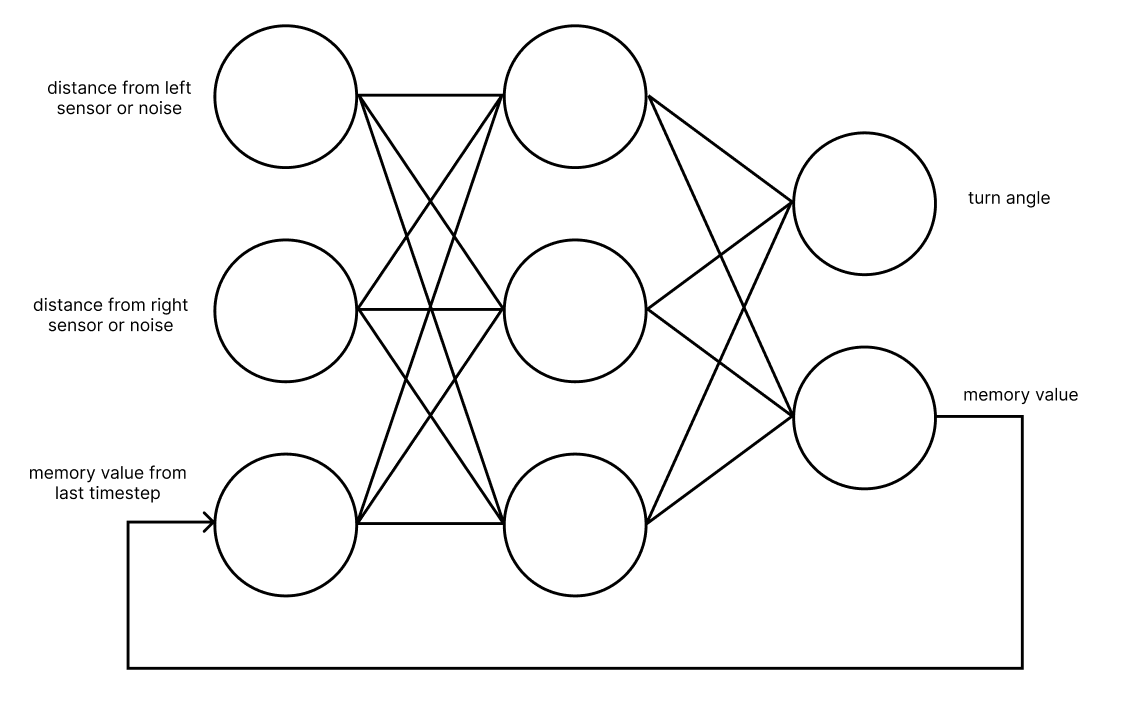 distance from left
sensor or noise
turn angle
distance from right
sensor or noise
memory value
memory value from
last timestep